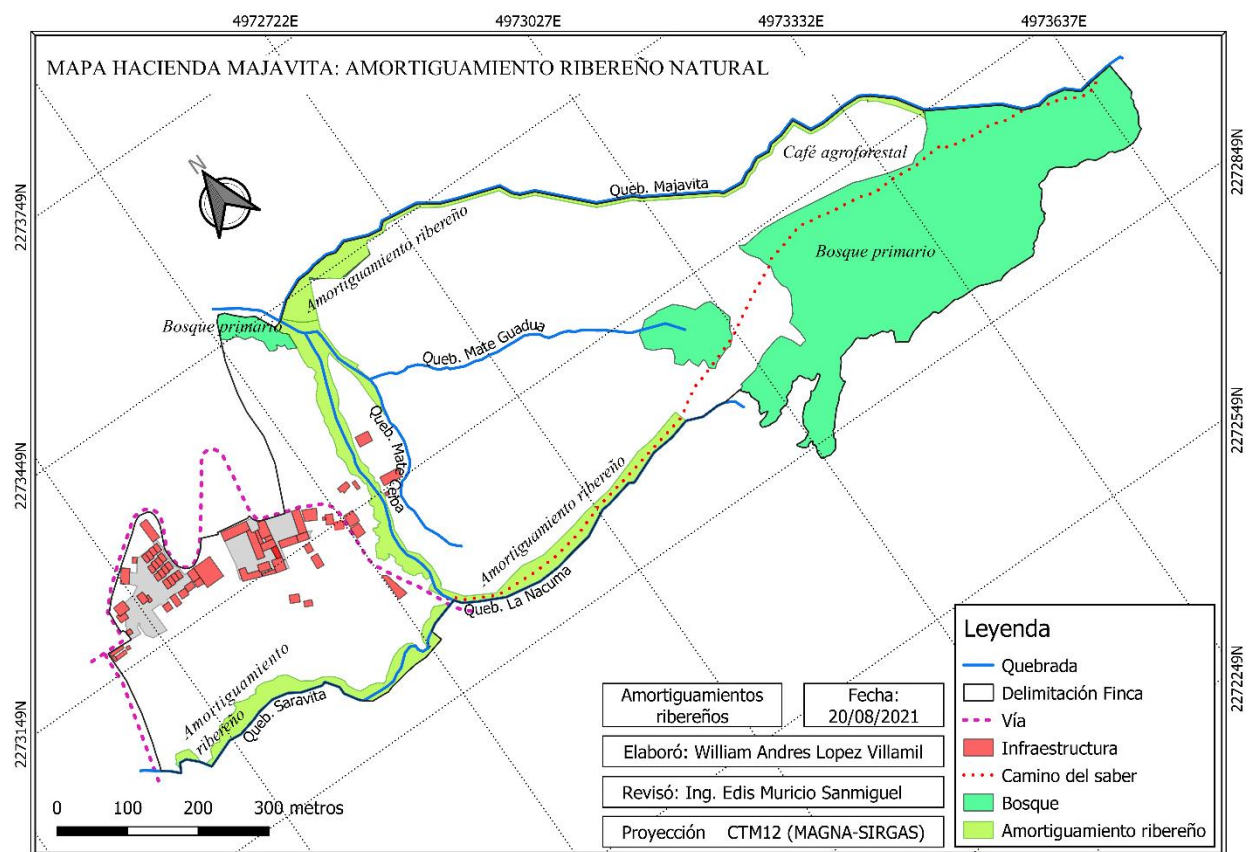 4972722E
4973027E
4973332E
4973637E
MAPA HACIENDA MAJAVITA: AMORTIGUAMIENTO RIBEREÑO NATURAL
N
2273749N
2273449N
2273149N
2272849N
2272549N
2272249N
Café agroforestal
Queb. Majavita
Amortiguamiento ribereño
Bosque primario
Bosque primario
Queb. Mate Guadua
Queb. Mate Ceiba
Amortiguamiento ribereño
Queb. La Nacuma
Amortiguamiento
ribereño
Queb. Saravita
0 100 200 300 metros
Amortiguamientos
ribereños
Fecha:
20/08/2021
Elaboró: William Andres Lopez Villamil
Revisó: Ing. Edis Muricio Sanmiguel
Proyección CTM12 (MAGNA-SIRGAS)
Leyenda
Quebrada
Delimitación Finca
Vía
Infraestructura
Camino del saber
Bosque
Amortiguamiento ribereño